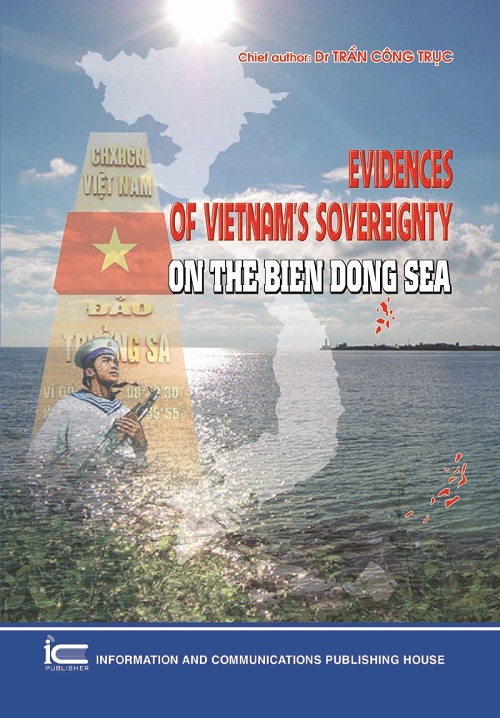 Chief author: Dr TRẦN CÔNG TRỤC
CHXHCN
VIỆT NAM
EVIDENCES
OF VIETNAM'S SOVEREIGNTY
ON THE BIEN DONG SEA
ĐẢO
TRƯỜNG SA
ic
PUBLISHER
INFORMATION AND COMMUNICATIONS PUBLISHING HOUSE